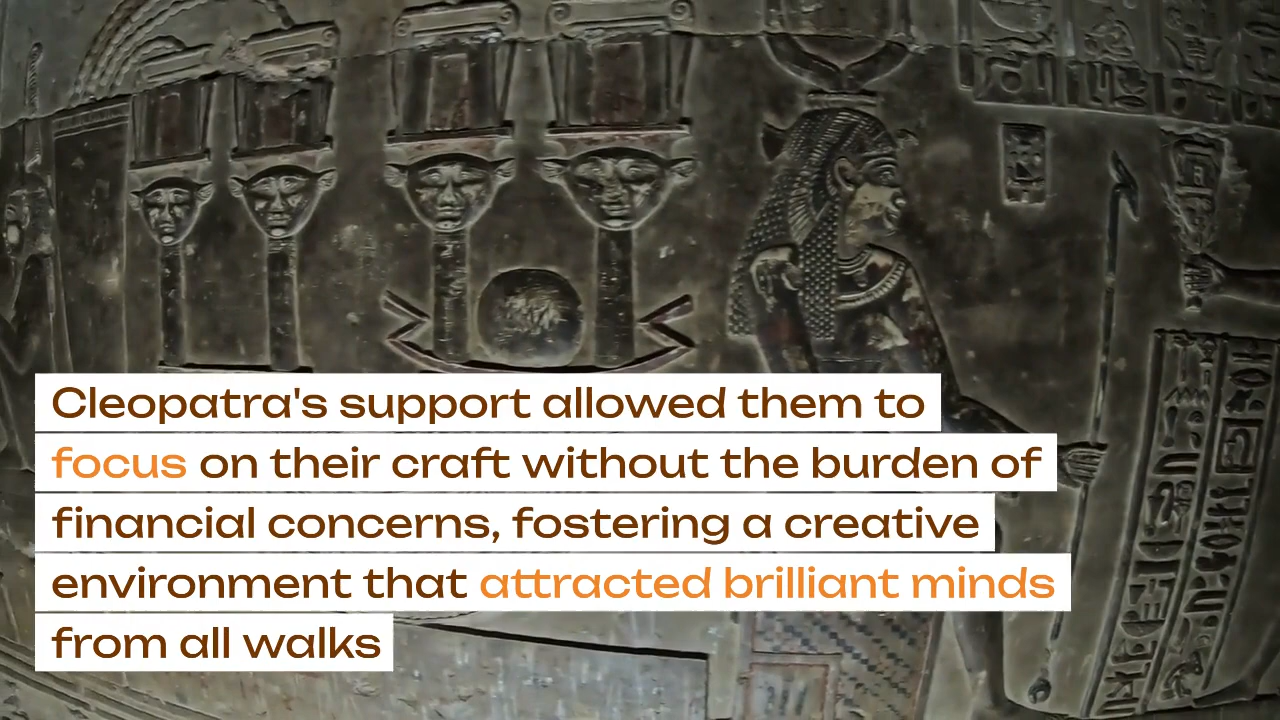 Cleopatra's support allowed them to
focus on their craft without the burden of
financial concerns, fostering a creative
environment that attracted brilliant minds
from all walks